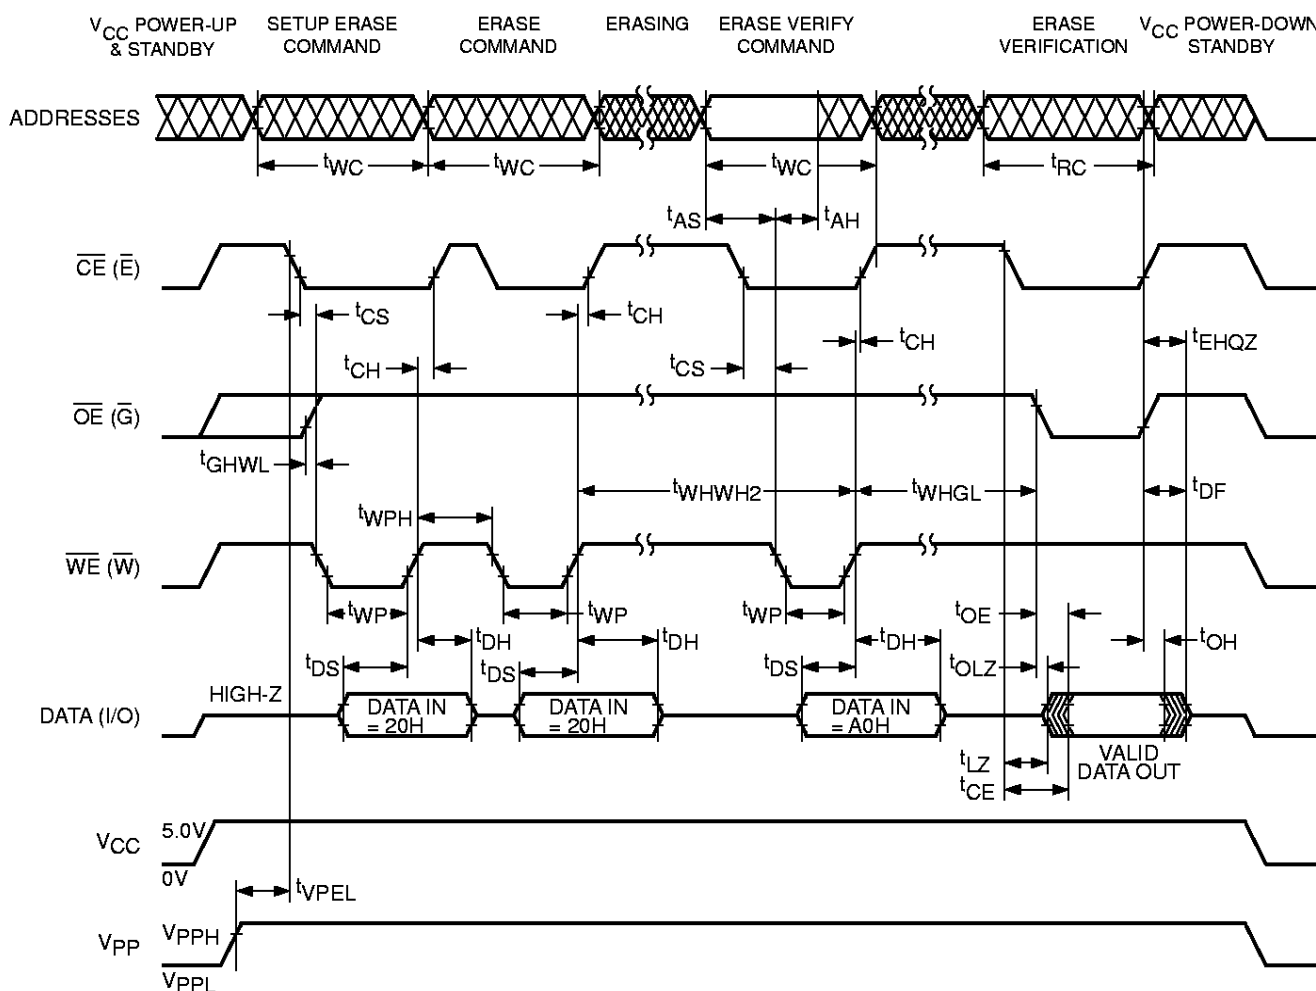 VCC POWER-UP & STANDBY
SETUP ERASE COMMAND
ERASE COMMAND
ERASING
ERASE VERIFY COMMAND
ERASE VERIFICATION
VCC POWER-DOWN/ STANDBY
ADDRESSES
tWC
tWC
tWC
tRC
tAS
tAH
CE (E)
tCS
tCH
tCH
tEHQZ
tCH
tCS
OE (G)
tGHWL
tWHWH2
tWHGL
tDF
tWPH
WE (W)
tWP
tWP
tWP
tOE
tDH
tDH
tDH
tOH
tDS
tDS
tDS
tOLZ
HIGH-Z
DATA (I/O)
DATA IN = 20H
DATA IN = 20H
DATA IN = A0H
VALID DATA OUT
tLZ
tCE
5.0V
VCC
0V
tVPEL
VPPH
VPP
VPPL